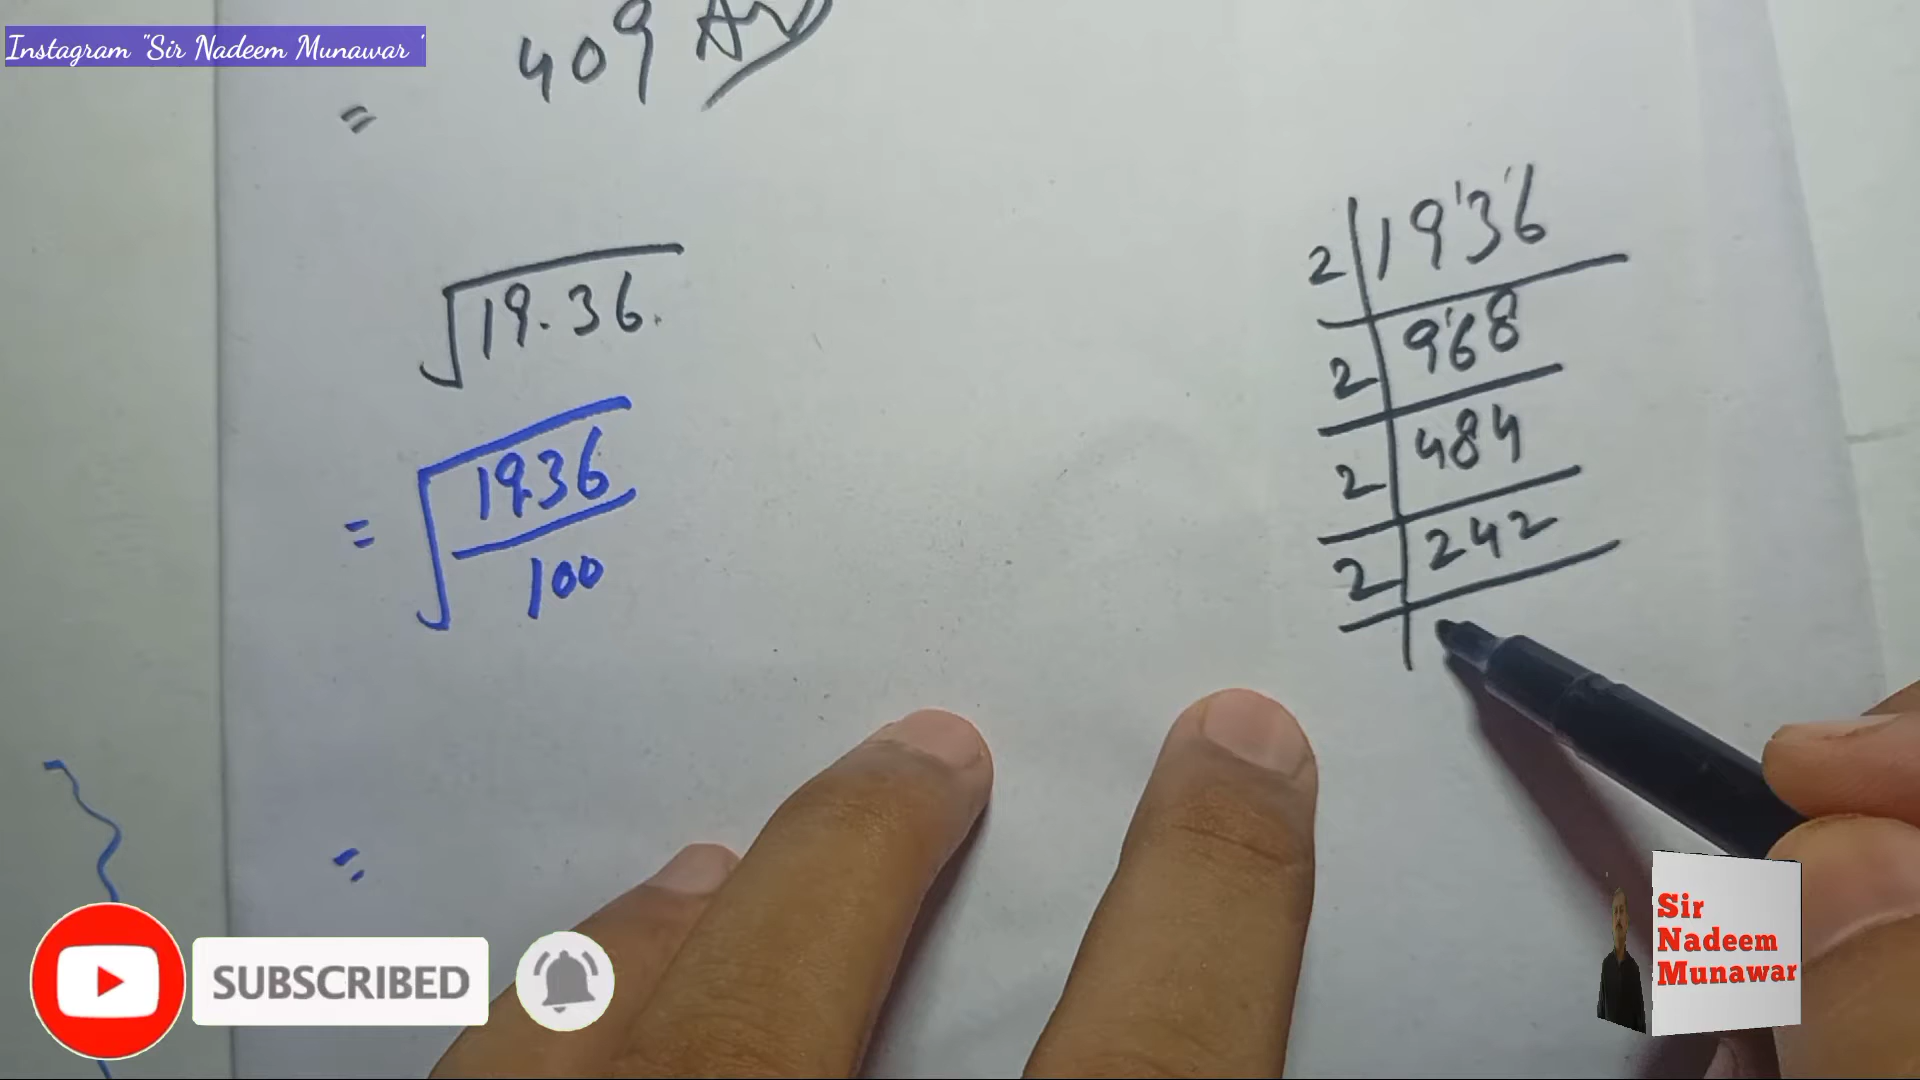 Instagram "Sir Nadeem Munawar"
= 409 Ans
√19.36
= √1936/100
=
2 | 1936
2 | 968
2 | 484
2 | 242
SUBSCRIBED
Sir
Nadeem
Munawar